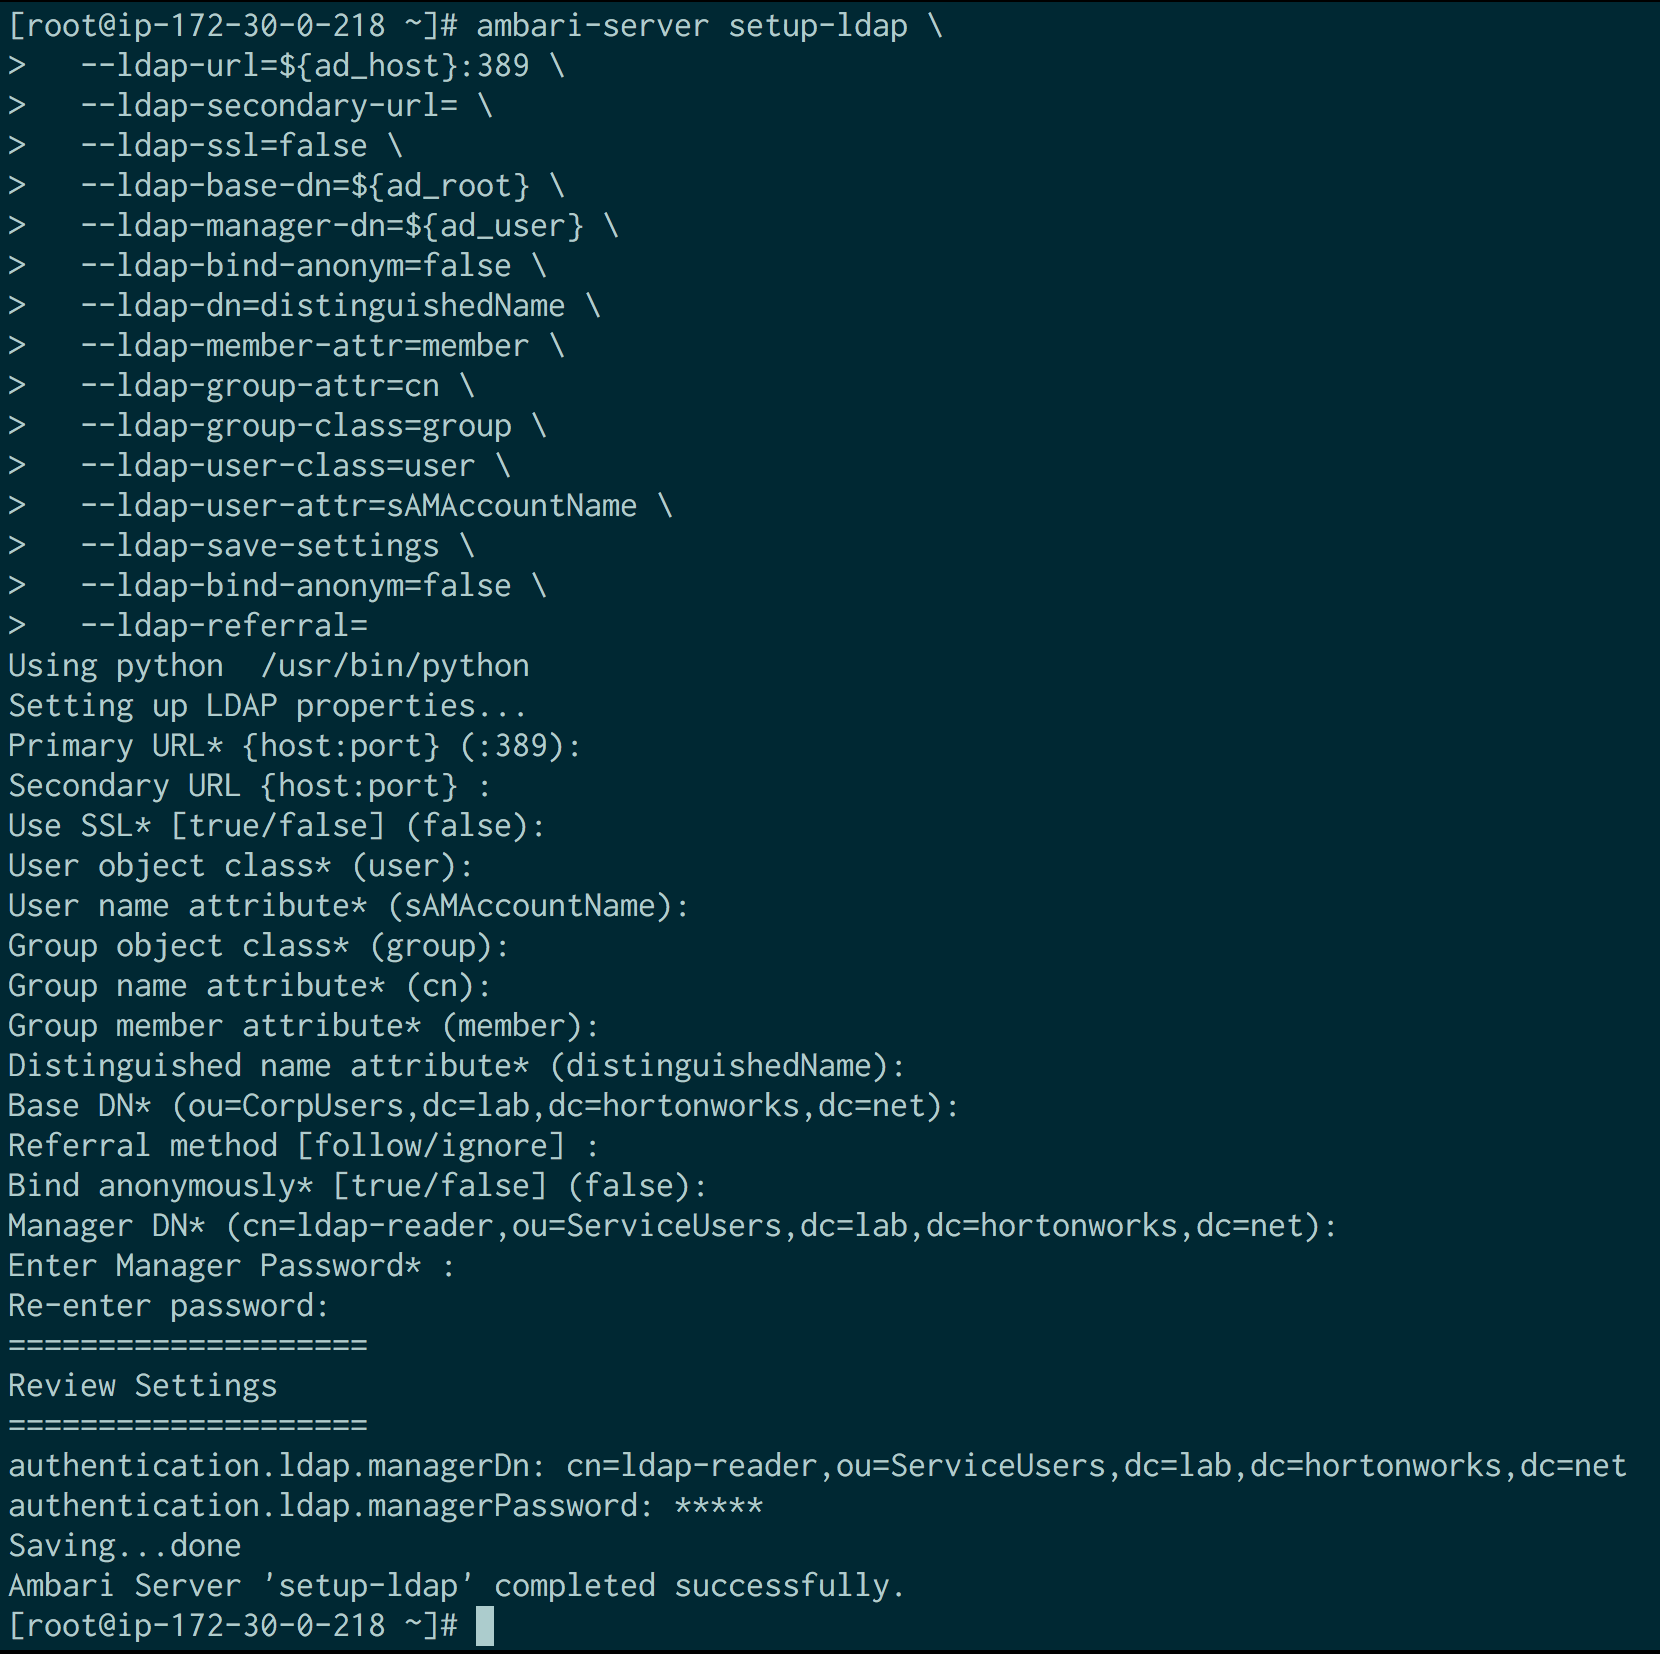 [root@ip-172-30-0-218 ~]# ambari-server setup-ldap \
>   --ldap-url=${ad_host}:389 \
>   --ldap-secondary-url= \
>   --ldap-ssl=false \
>   --ldap-base-dn=${ad_root} \
>   --ldap-manager-dn=${ad_user} \
>   --ldap-bind-anonym=false \
>   --ldap-dn=distinguishedName \
>   --ldap-member-attr=member \
>   --ldap-group-attr=cn \
>   --ldap-group-class=group \
>   --ldap-user-class=user \
>   --ldap-user-attr=sAMAccountName \
>   --ldap-save-settings \
>   --ldap-bind-anonym=false \
>   --ldap-referral=
Using python  /usr/bin/python
Setting up LDAP properties...
Primary URL* {host:port} (:389):
Secondary URL {host:port} :
Use SSL* [true/false] (false):
User object class* (user):
User name attribute* (sAMAccountName):
Group object class* (group):
Group name attribute* (cn):
Group member attribute* (member):
Distinguished name attribute* (distinguishedName):
Base DN* (ou=CorpUsers,dc=lab,dc=hortonworks,dc=net):
Referral method [follow/ignore] :
Bind anonymously* [true/false] (false):
Manager DN* (cn=ldap-reader,ou=ServiceUsers,dc=lab,dc=hortonworks,dc=net):
Enter Manager Password* :
Re-enter password:
====================
Review Settings
====================
authentication.ldap.managerDn: cn=ldap-reader,ou=ServiceUsers,dc=lab,dc=hortonworks,dc=net
authentication.ldap.managerPassword: *****
Saving...done
Ambari Server 'setup-ldap' completed successfully.
[root@ip-172-30-0-218 ~]#